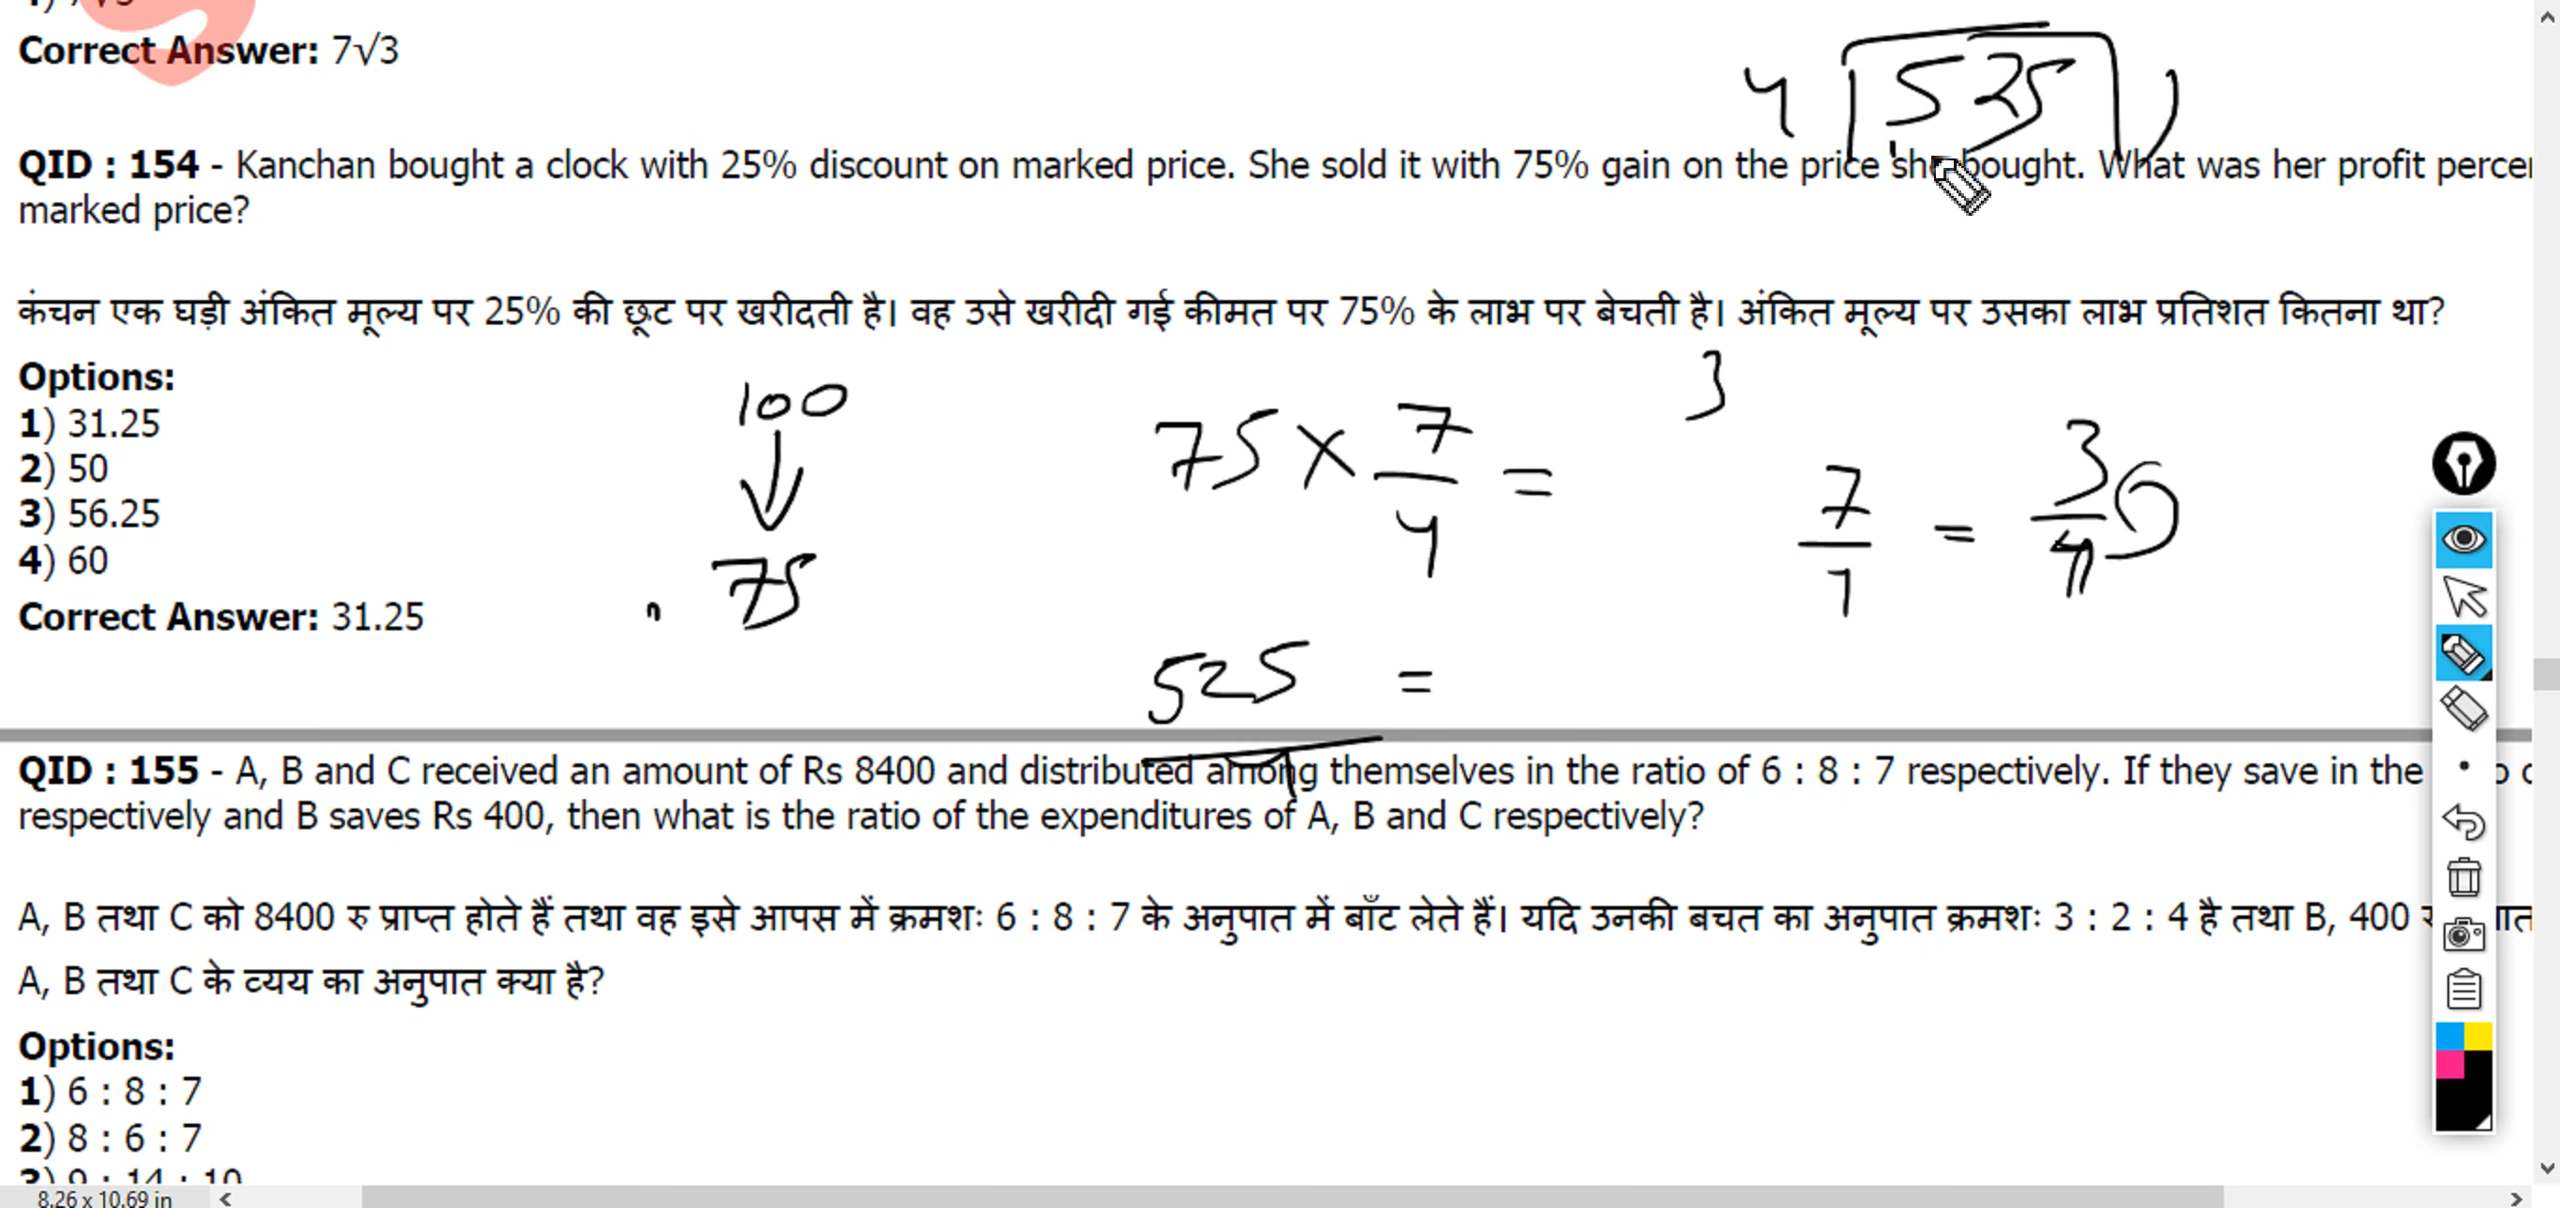 Correct Answer: 7√3
4 525
QID : 154 - Kanchan bought a clock with 25% discount on marked price. She sold it with 75% gain on the price she bought. What was her profit
marked price?
कंचन एक घड़ी अंकित मूल्य पर 25% की छूट पर खरीदती है। वह उसे खरीदी गई कीमत पर 75% के लाभ पर बेचती है। अंकित मूल्य पर उसका लाभ प्रतिशत कितना था?
Options:
1) 31.25
2) 50
3) 56.25
4) 60
Correct Answer: 31.25
100
75
75 × 7/4 =
3
7/ = 3/4
525 =
QID : 155 - A, B and C received an amount of Rs 8400 and distributed among themselves in the ratio of 6 : 8 : 7 respectively. If they save in the
respectively and B saves Rs 400, then what is the ratio of the expenditures of A, B and C respectively?
A, B तथा C को 8400 रु प्राप्त होते हैं तथा वह इसे आपस में क्रमशः 6 : 8 : 7 के अनुपात में बाँट लेते हैं। यदि उनकी बचत का अनुपात क्रमशः 3 : 2 : 4 है तथा B, 400
A, B तथा C के व्यय का अनुपात क्या है?
Options:
1) 6 : 8 : 7
2) 8 : 6 : 7
3) 9 : 14 : 10
8.26 x 10.69 in